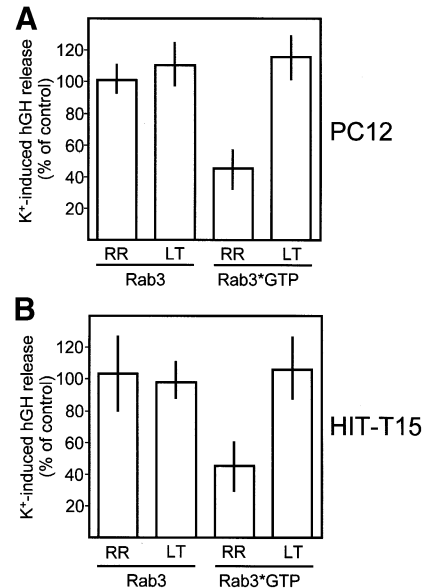 A
K⁺-induced hGH release
(% of control)
120
100
80
60
40
20
RR LT RR LT
Rab3 Rab3*GTP
PC12
B
K⁺-induced hGH release
(% of control)
120
100
80
60
40
20
RR LT RR LT
Rab3 Rab3*GTP
HIT-T15